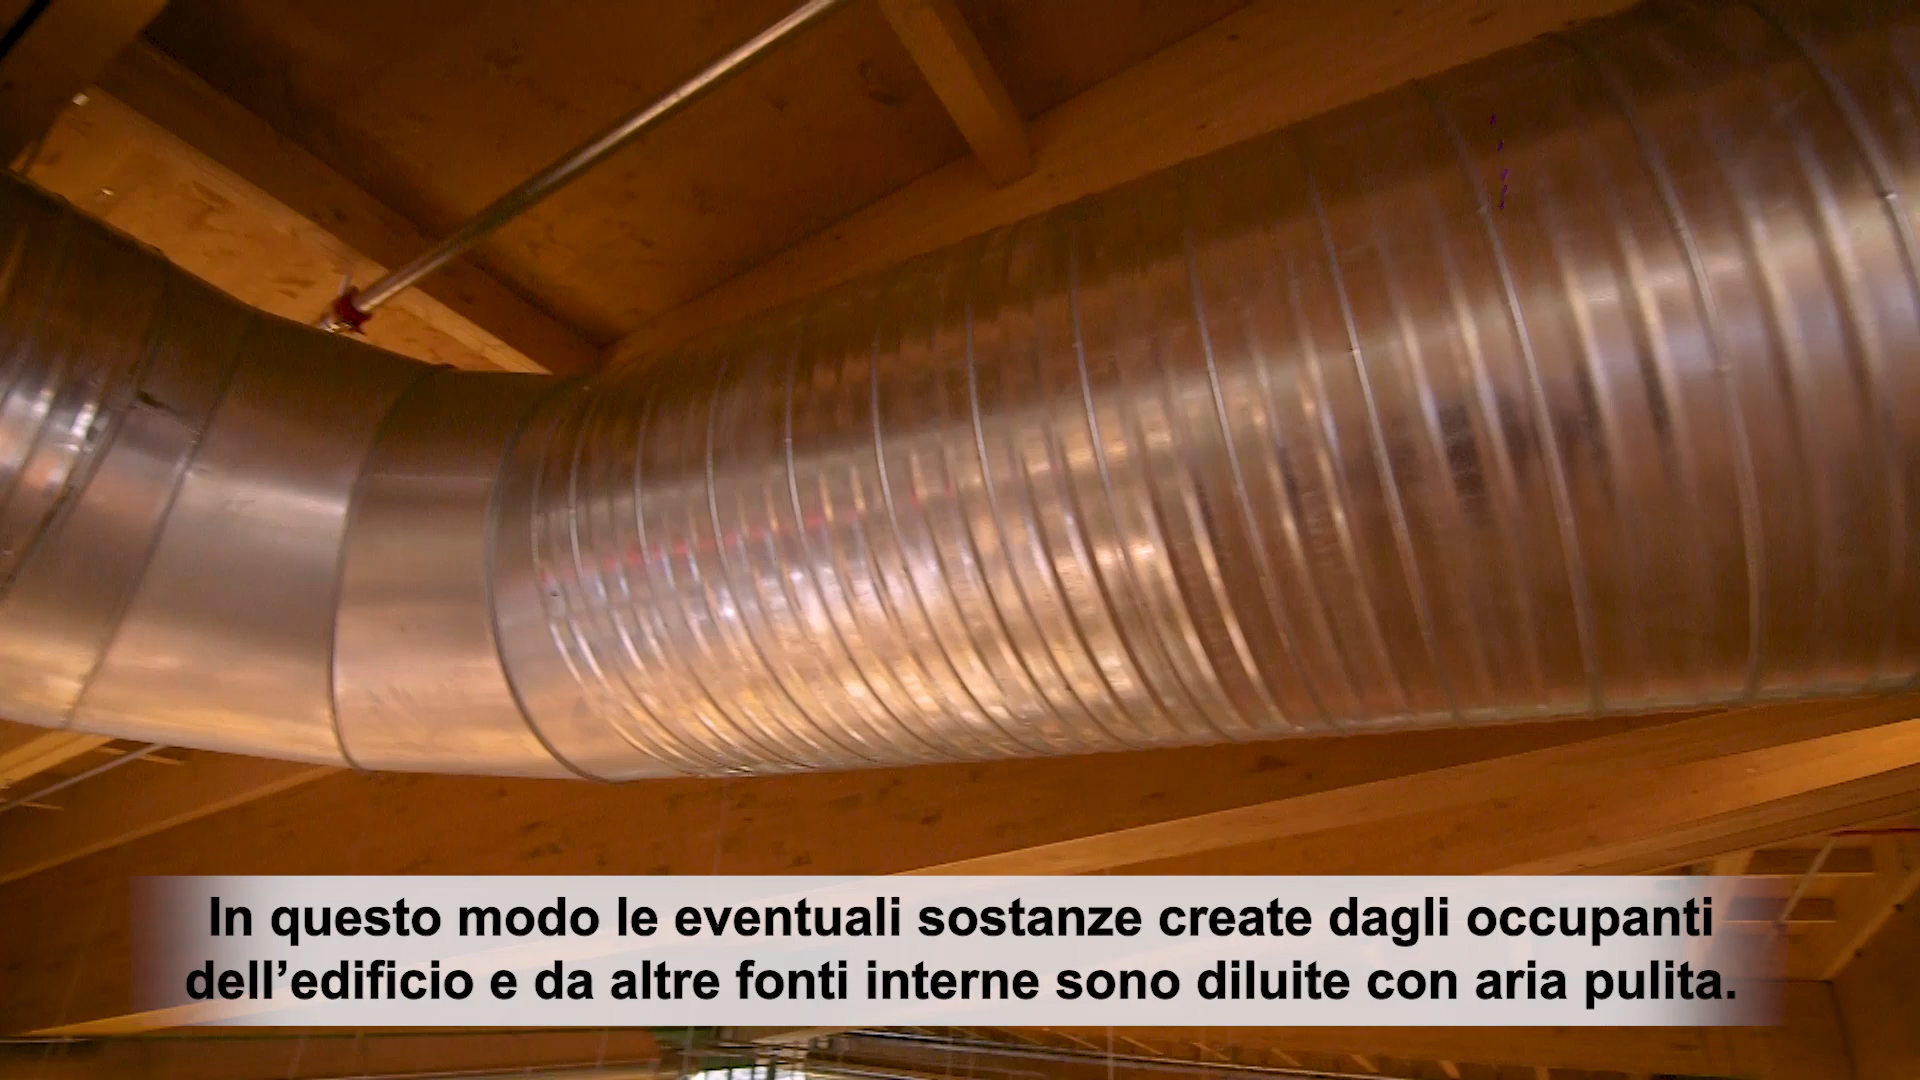 In questo modo le eventuali sostanze create dagli occupanti
dell’edificio e da altre fonti interne sono diluite con aria pulita.